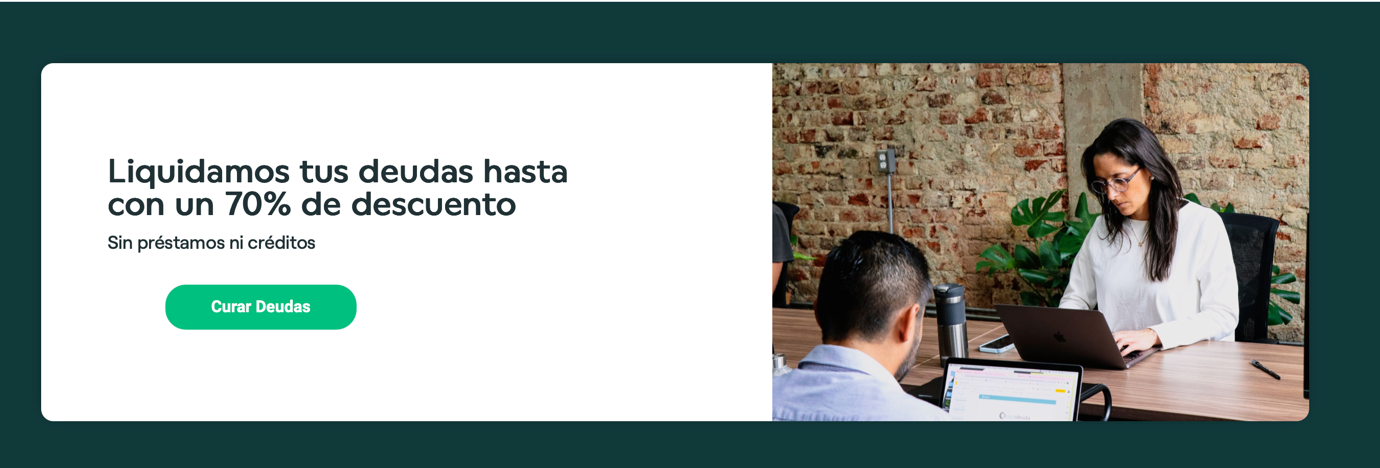 Liquidamos tus deudas hasta
con un 70% de descuento
Sin préstamos ni créditos
Curar Deudas